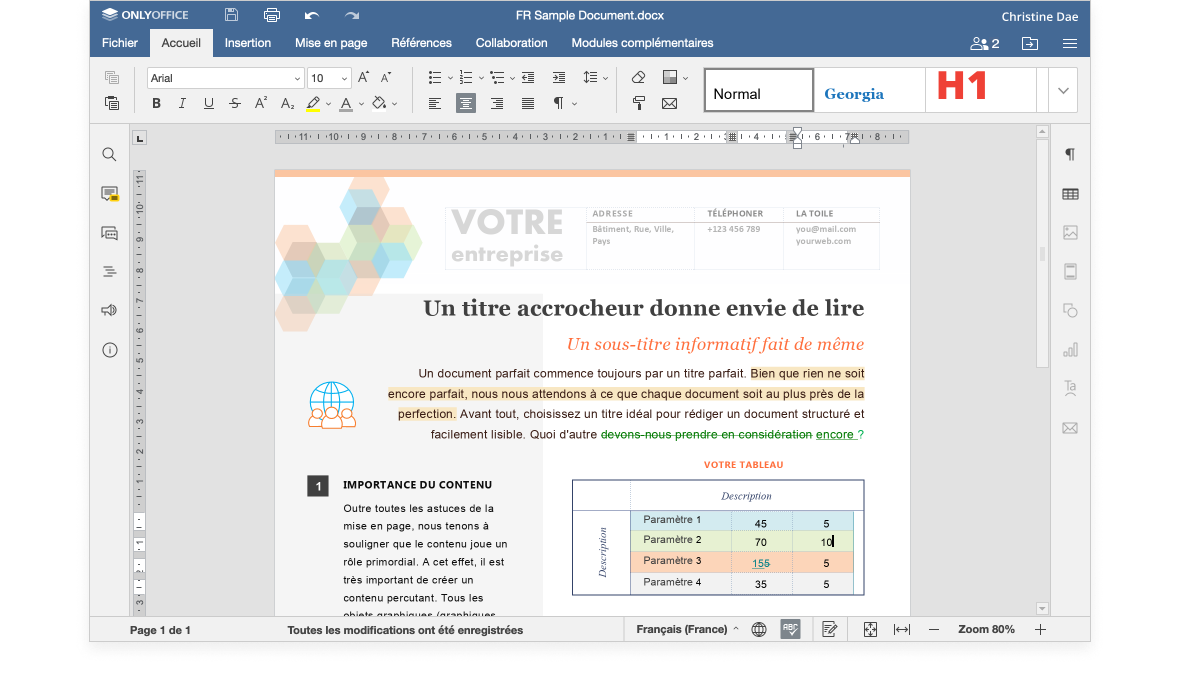 ONLYOFFICE
FR Sample Document.docx
Christine Dae
Fichier Accueil Insertion Mise en page Références Collaboration Modules complémentaires
2
Arial 10
Normal
Georgia
H1
VOTRE
entreprise
ADRESSE TÉLÉPHONER LA TOILE
Bâtiment, Rue, Ville, +123 456 789 you@mail.com
Pays yourweb.com
Un titre accrocheur donne envie de lire
Un sous-titre informatif fait de même
Un document parfait commence toujours par un titre parfait. Bien que rien ne soit
encore parfait, nous nous attendons à ce que chaque document soit au plus près de la
perfection. Avant tout, choisissez un titre idéal pour rédiger un document structuré et
facilement lisible. Quoi d'autre devons-nous prendre en considération encore ?
VOTRE TABLEAU
1 IMPORTANCE DU CONTENU
Outre toutes les astuces de la
mise en page, nous tenons à
souligner que le contenu joue un
rôle primordial. A cet effet, il est
très important de créer un
contenu percutant. Tous les
objets graphiques (graphiques,
Description
Description
Paramètre 1 45 5
Paramètre 2 70 10
Paramètre 3 155 5
Paramètre 4 35 5
Page 1 de 1
Toutes les modifications ont été enregistrées
Français (France)
ABC
Zoom 80%